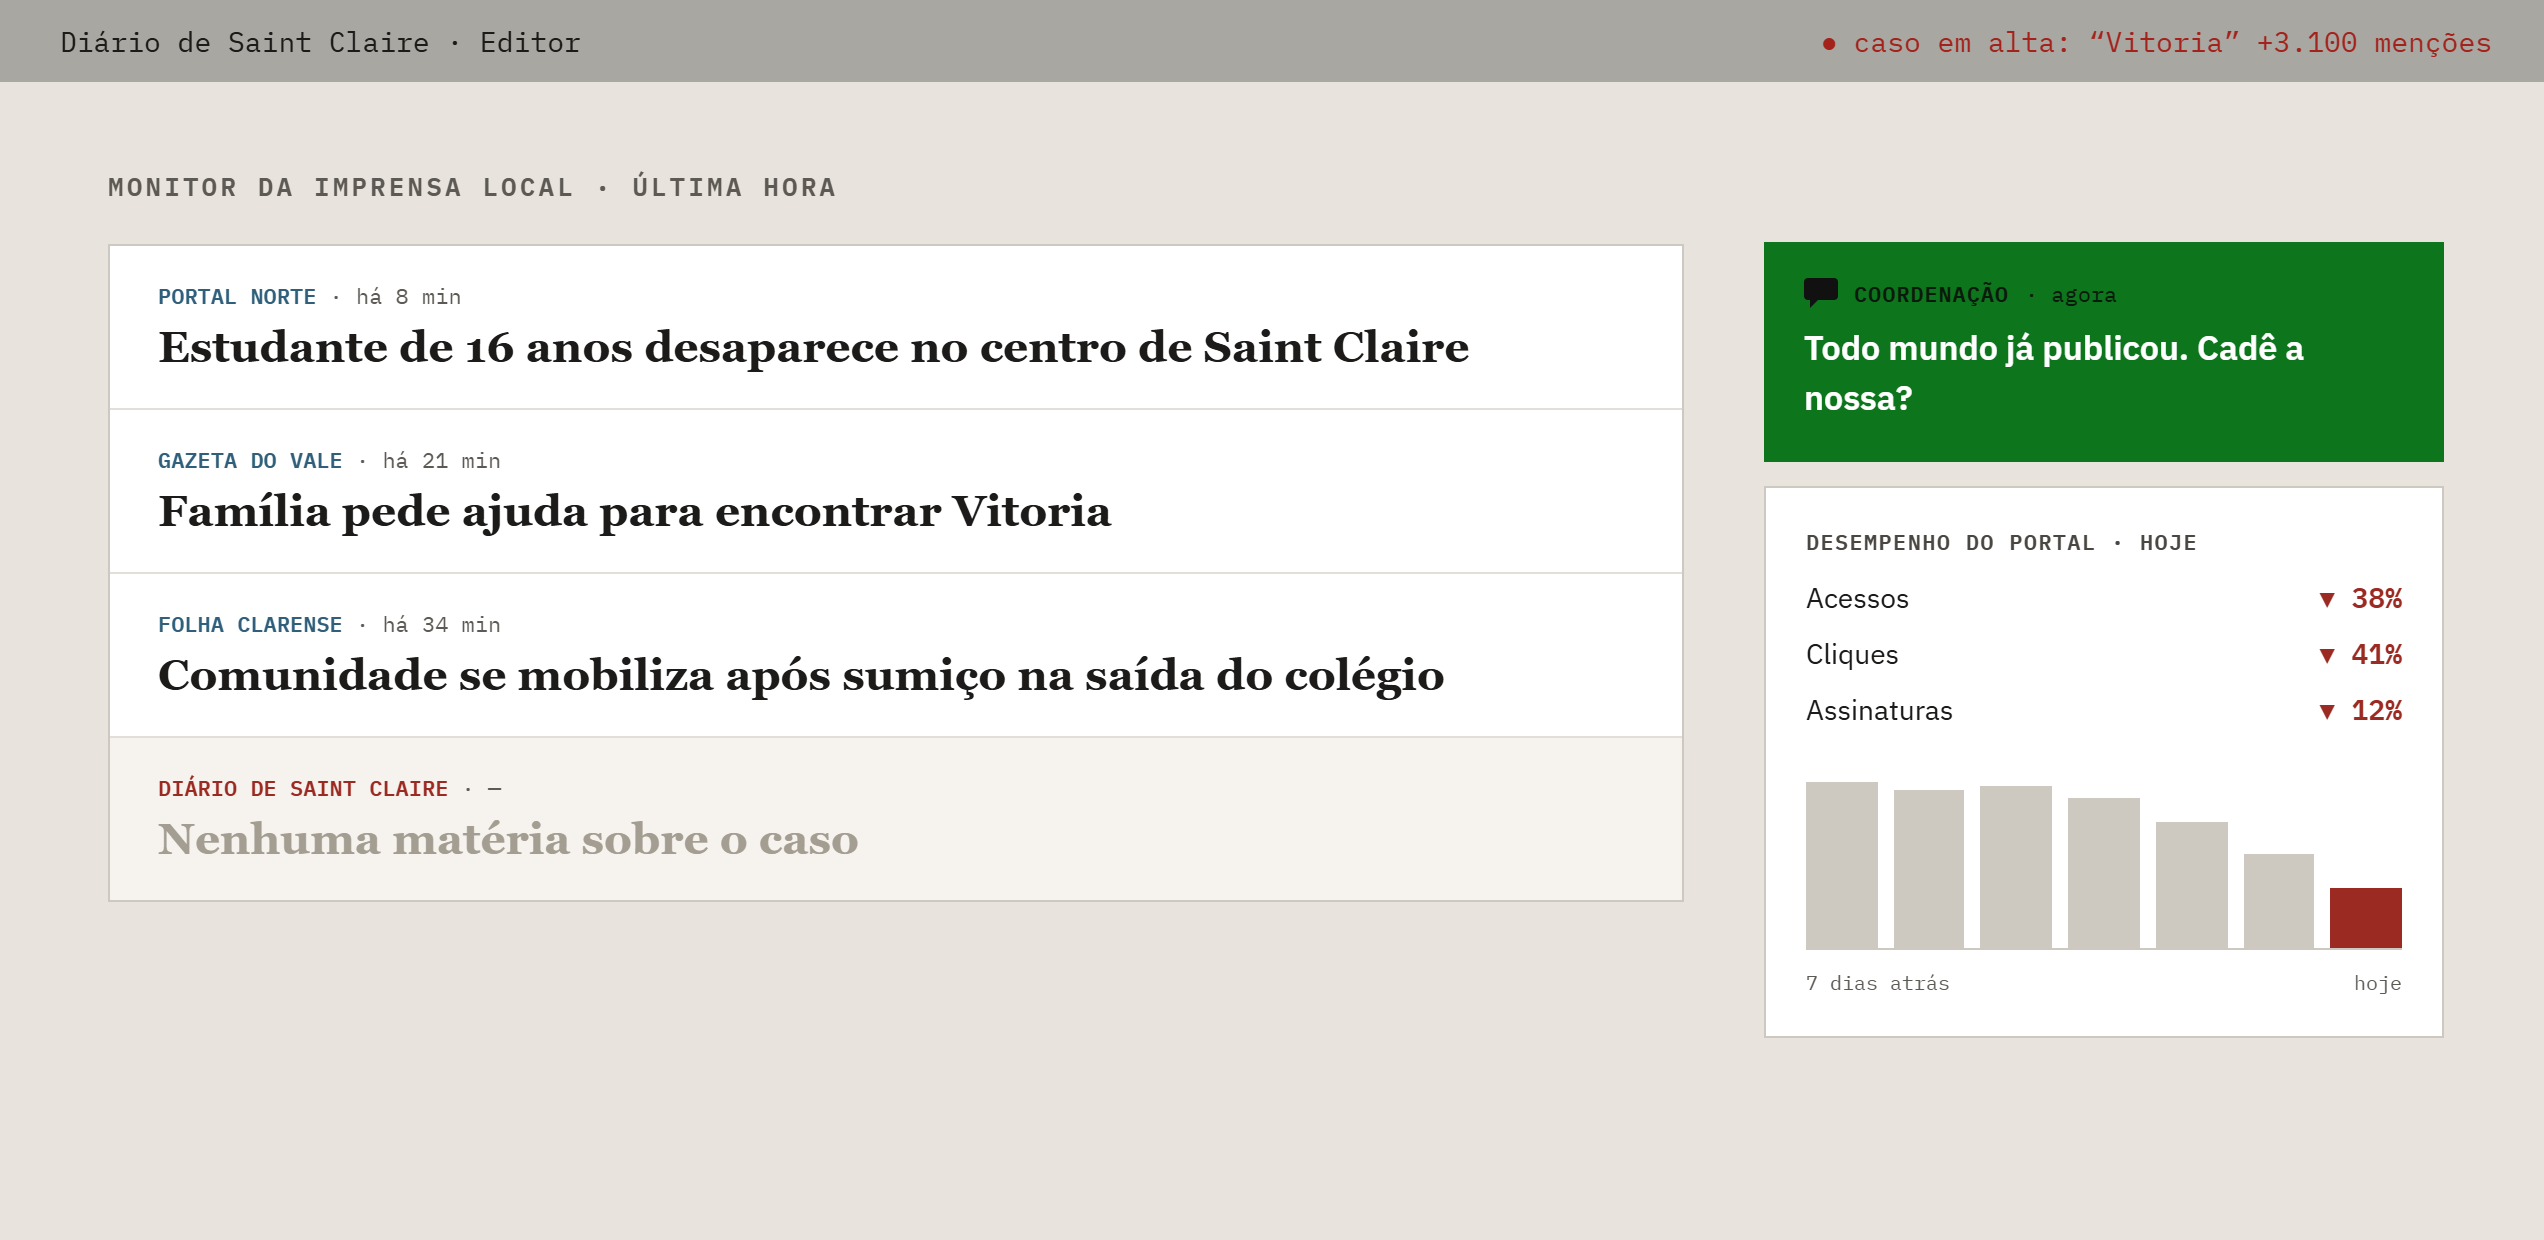 Diário de Saint Claire · Editor
● caso em alta: “Vitoria” +3.100 menções
MONITOR DA IMPRENSA LOCAL · ÚLTIMA HORA
PORTAL NORTE · há 8 min
Estudante de 16 anos desaparece no centro de Saint Claire
GAZETA DO VALE · há 21 min
Família pede ajuda para encontrar Vitoria
FOLHA CLARENSE · há 34 min
Comunidade se mobiliza após sumiço na saída do colégio
DIÁRIO DE SAINT CLAIRE · —
Nenhuma matéria sobre o caso
COORDENAÇÃO · agora
Todo mundo já publicou. Cadê a
nossa?
DESEMPENHO DO PORTAL · HOJE
Acessos ▼ 38%
Cliques ▼ 41%
Assinaturas ▼ 12%
7 dias atrás hoje